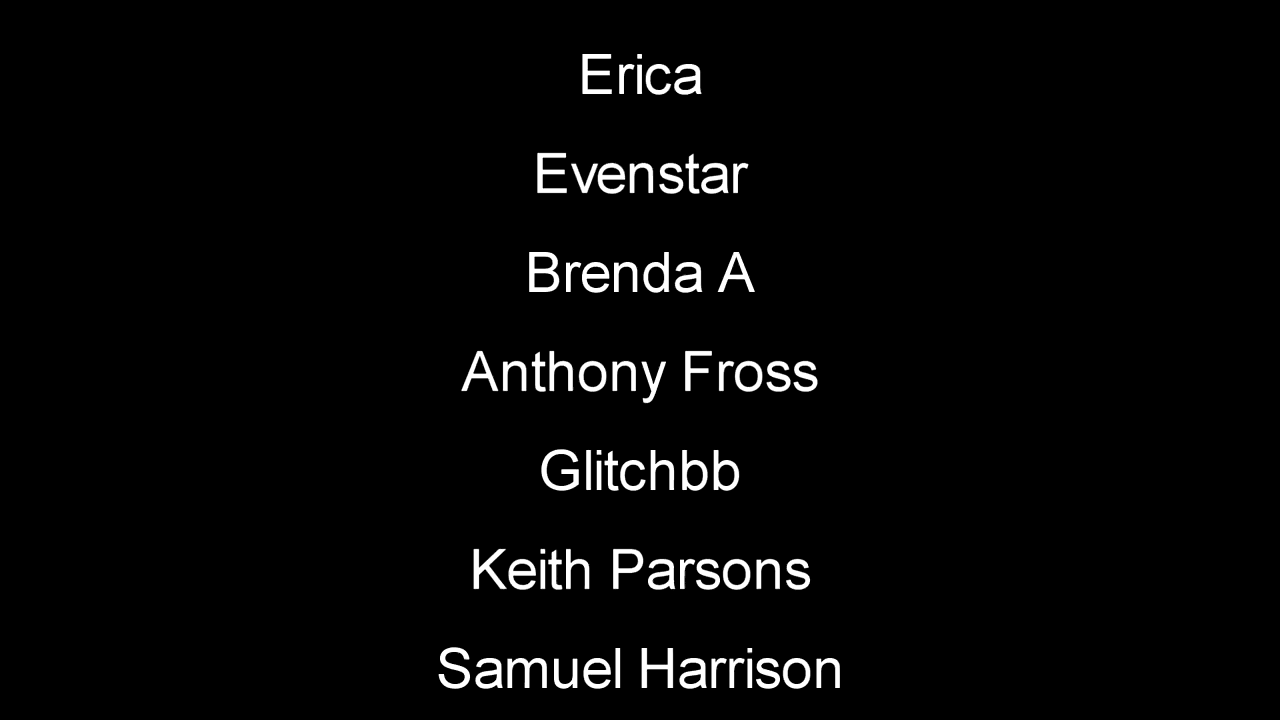 Erica
Evenstar
Brenda A
Anthony Fross
Glitchbb
Keith Parsons
Samuel Harrison